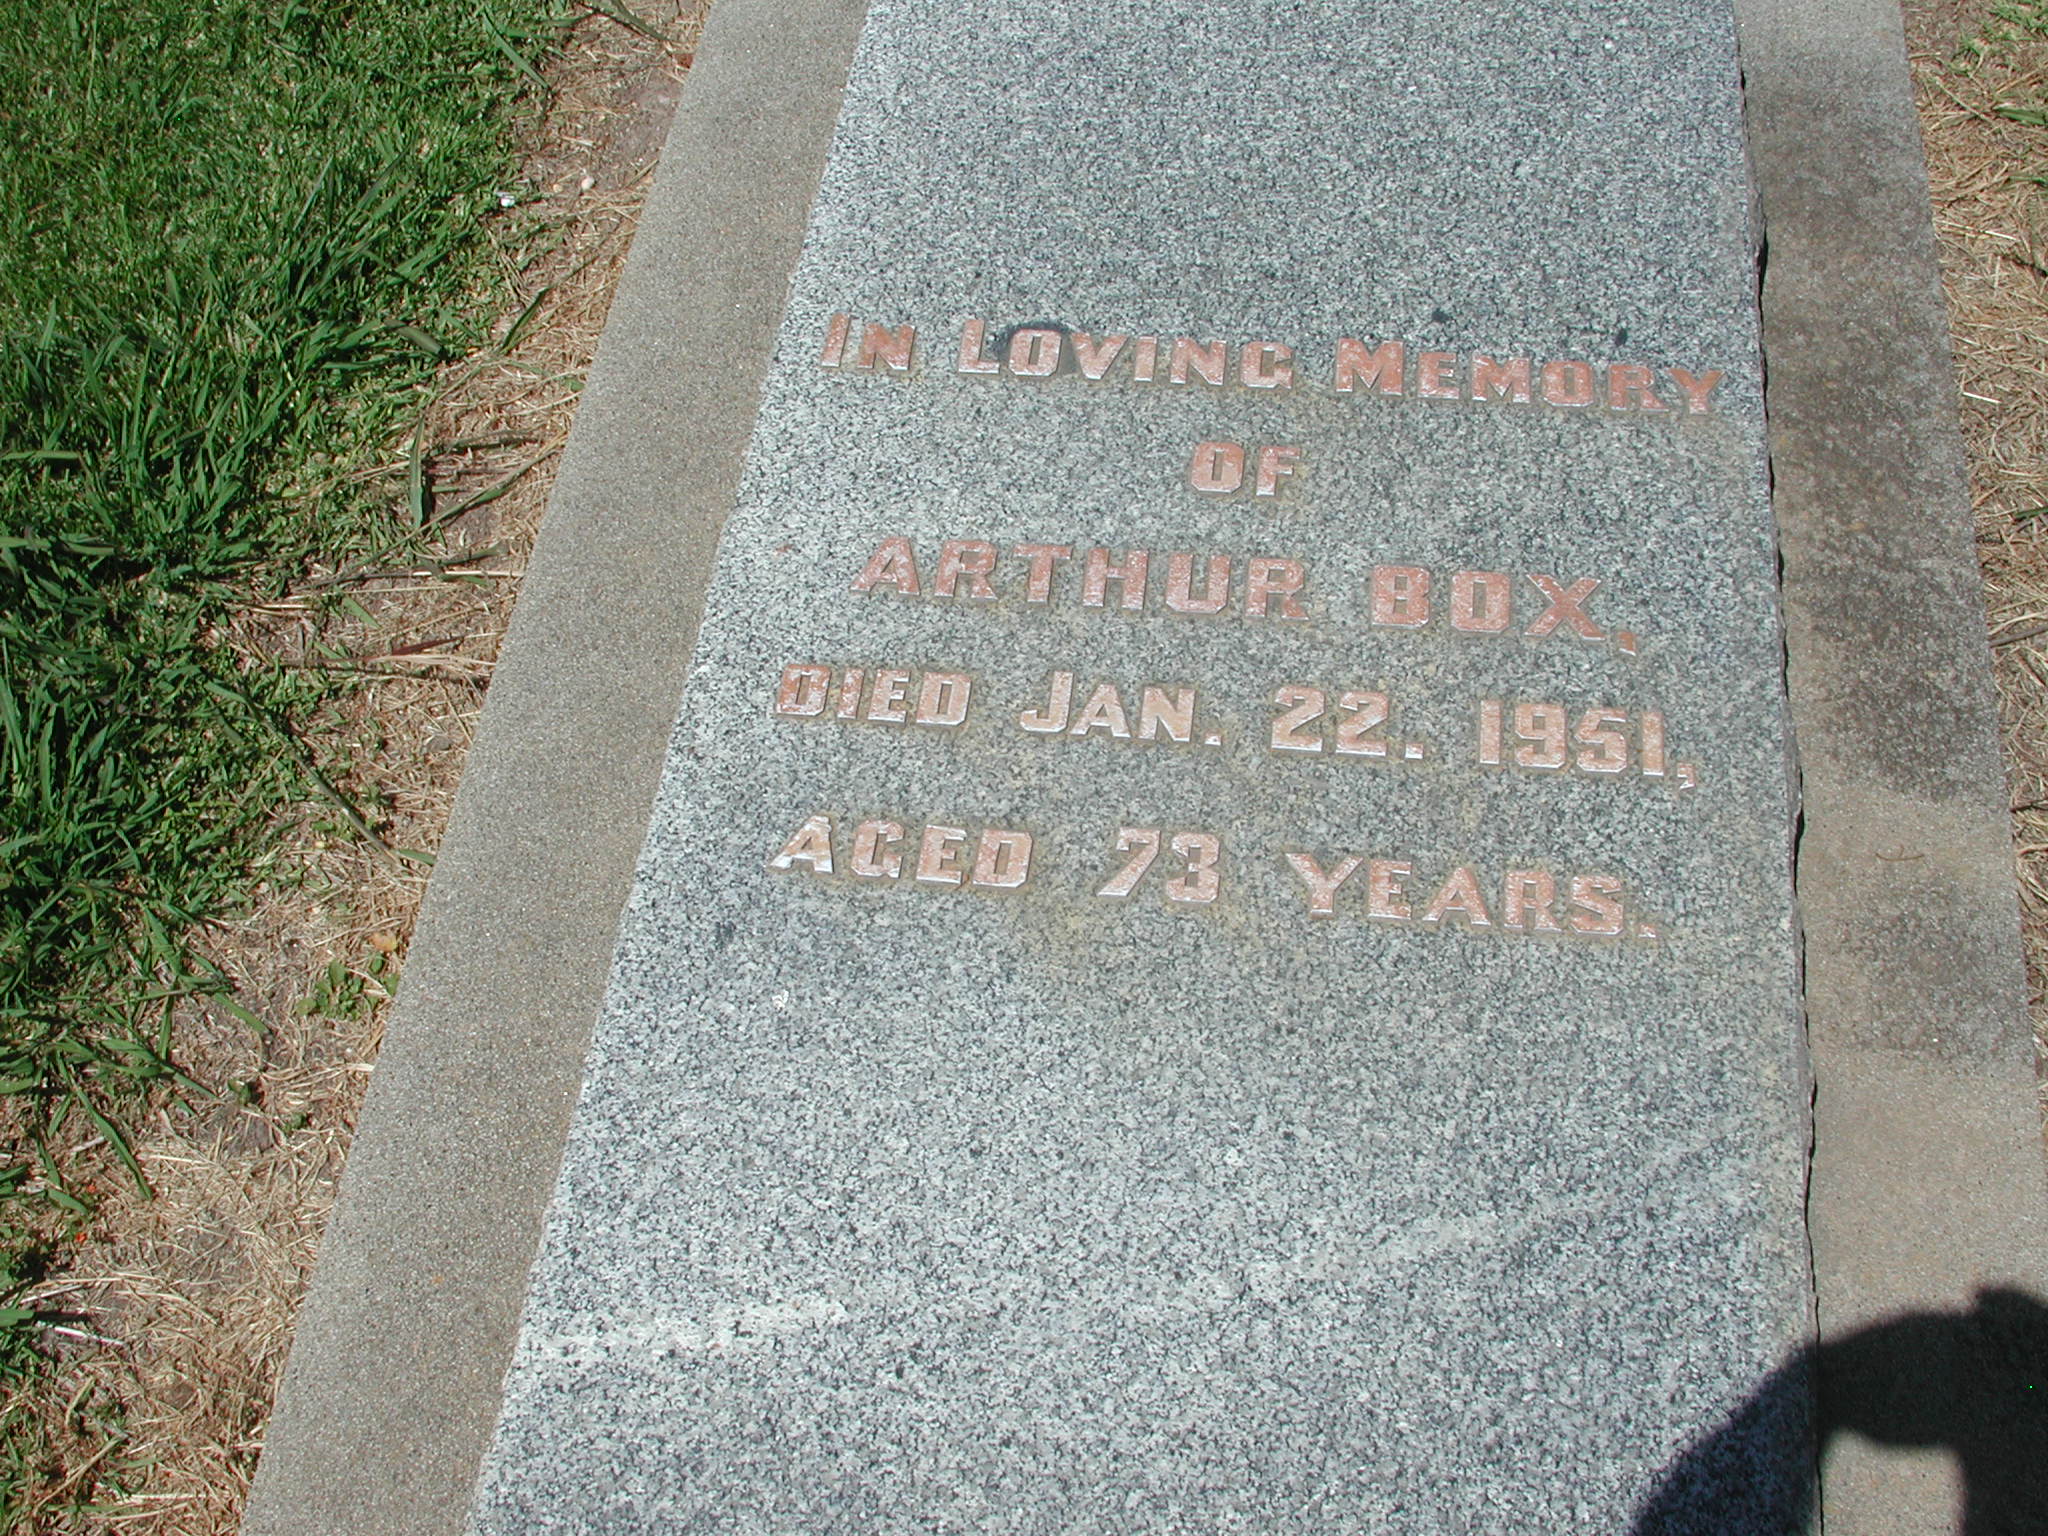 In Loving Memory
OF
ARTHUR BOX,
DIED JAN. 22. 1951,
AGED 73 YEARS.